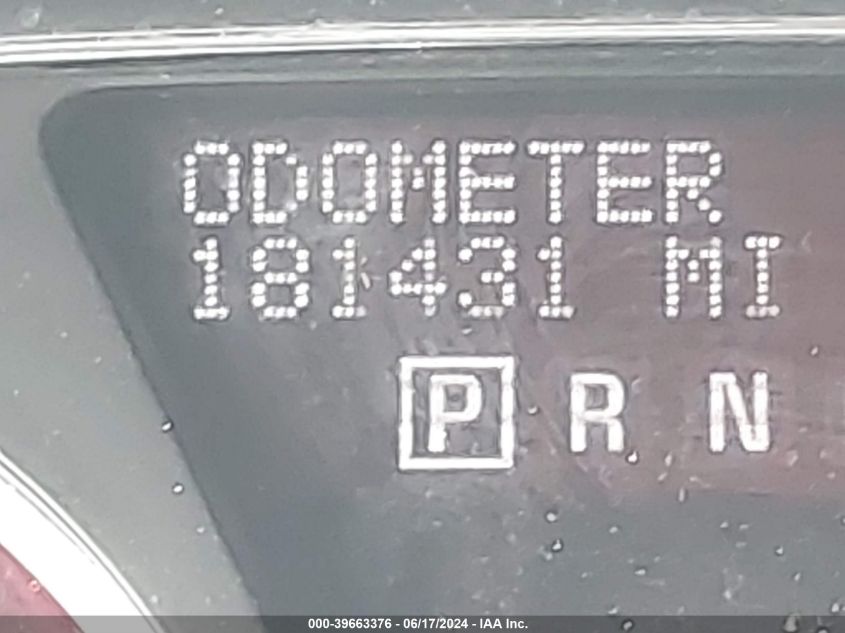 ODOMETER
181431 MI
P R N
000-39663376 - 06/17/2024 - IAA Inc.